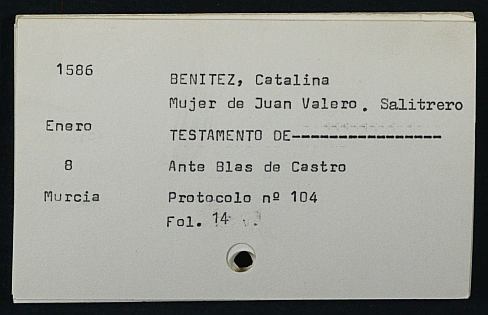 1586
BENITEZ, Catalina
Mujer de Juan Valero. Salitrero
Enero
TESTAMENTO DE-----------------
8
Ante Blas de Castro
Murcia
Protocolo nº 104
Fol. 14